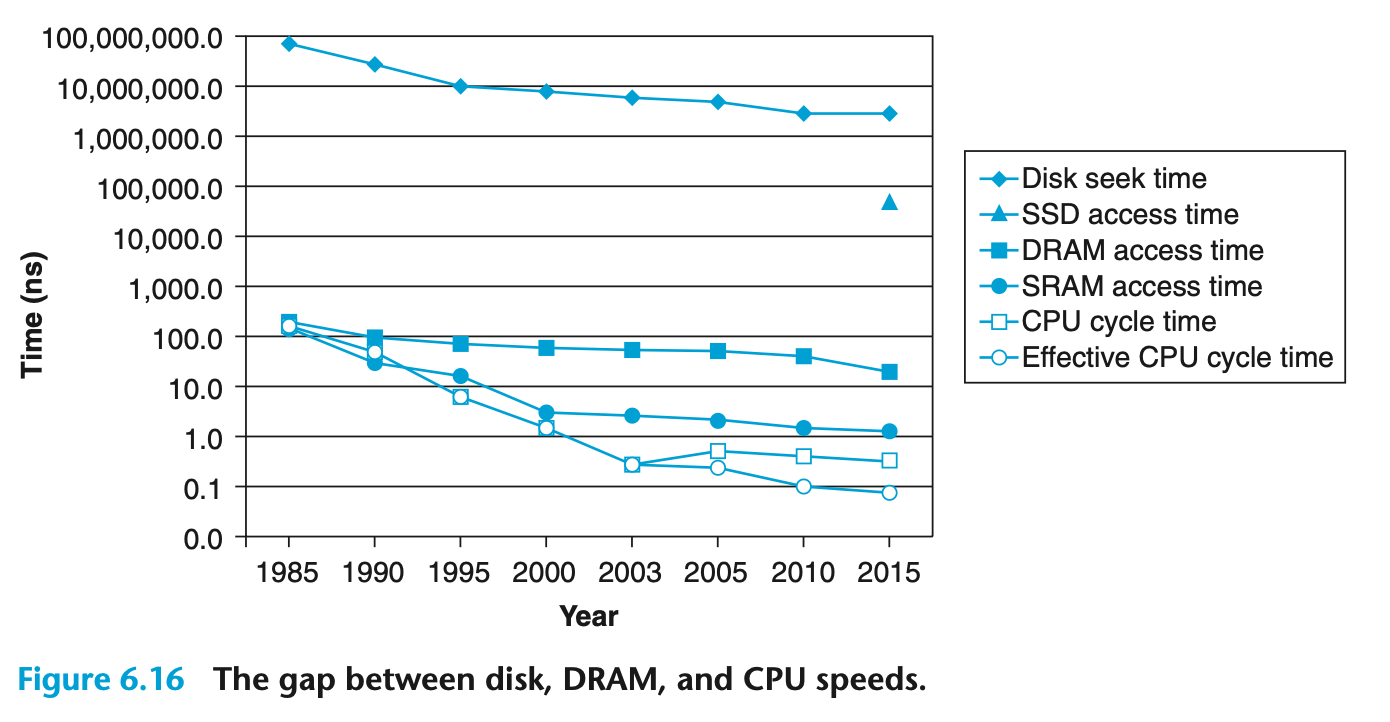 100,000,000.0
10,000,000.0
1,000,000.0
100,000.0
10,000.0
1,000.0
100.0
10.0
1.0
0.1
0.0
Time (ns)
1985 1990 1995 2000 2003 2005 2010 2015
Year
Disk seek time
SSD access time
DRAM access time
SRAM access time
CPU cycle time
Effective CPU cycle time
Figure 6.16 The gap between disk, DRAM, and CPU speeds.